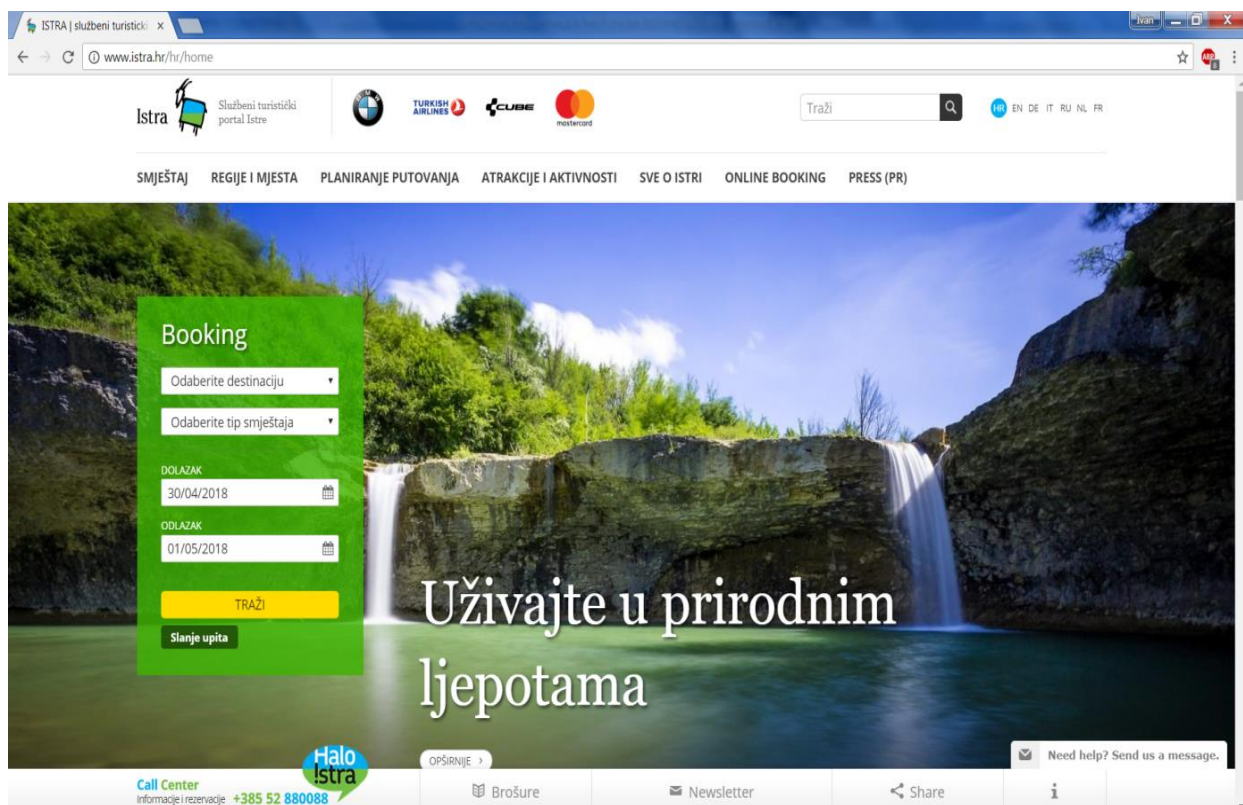 ISTRA | službeni turistički
Ivan
www.istra.hr/hr/home
ABP
8
Istra
Službeni turistički
portal Istre
BMW
TURKISH
AIRLINES
CUBE
mastercard
Traži
HR EN DE IT RU NL FR
SMJEŠTAJ REGIJE I MJESTA PLANIRANJE PUTOVANJA ATRAKCIJE I AKTIVNOSTI SVE O ISTRI ONLINE BOOKING PRESS (PR)
Booking
Odaberite destinaciju
Odaberite tip smještaja
DOLAZAK
30/04/2018
ODLAZAK
01/05/2018
TRAŽI
Slanje upita
Uživajte u prirodnim
ljepotama
OPŠIRNIJE >
Need help? Send us a message.
Halo
Istra
Call Center
Informacije i rezervacije +385 52 880088
Brošure
Newsletter
Share
i